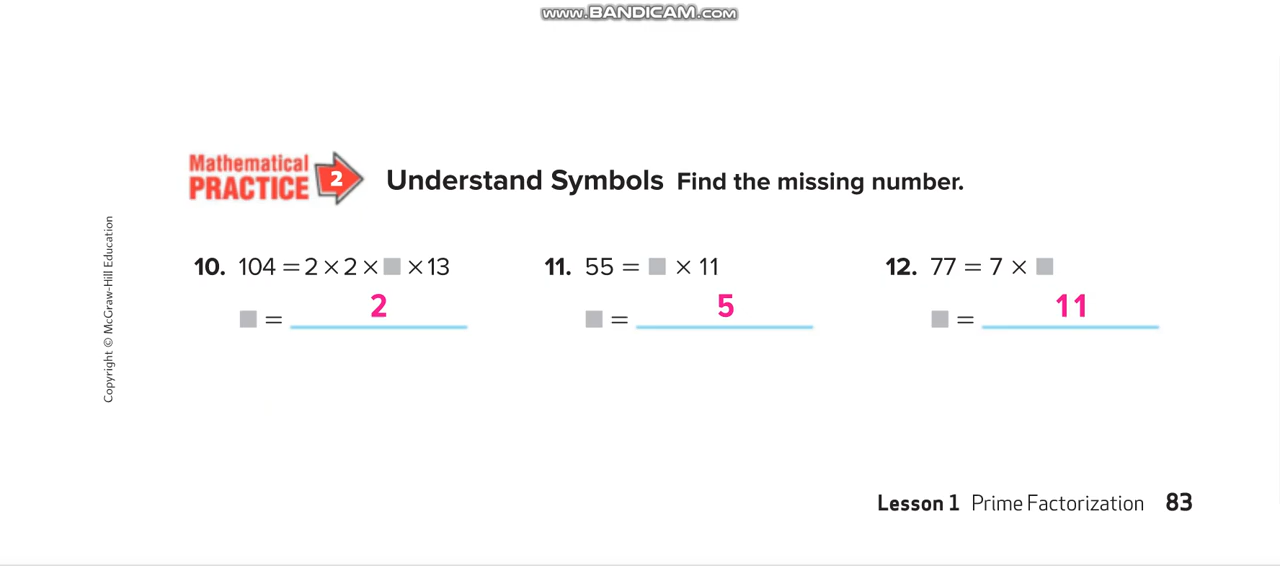 www.BANDICAM.com
Mathematical
PRACTICE 2
Understand Symbols Find the missing number.
10. 104 = 2 × 2 × ■ × 13
■ = 2
11. 55 = ■ × 11
■ = 5
12. 77 = 7 × ■
■ = 11
Copyright © McGraw-Hill Education
Lesson 1 Prime Factorization 83